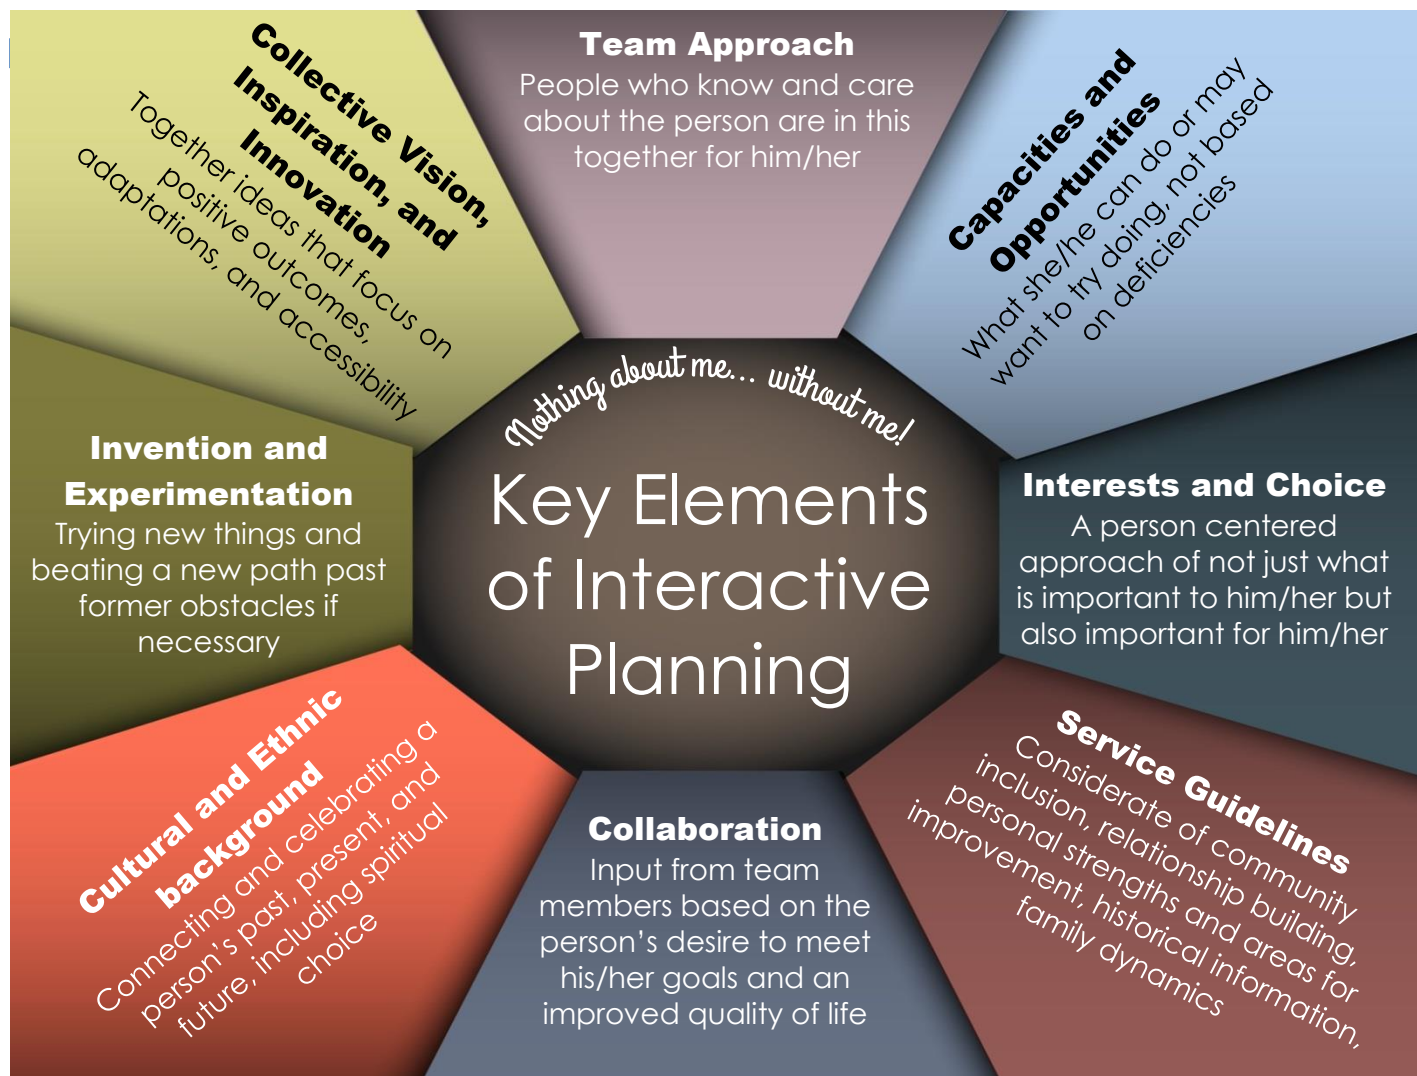 Collective Vision,
Inspiration, and
Innovation
Together ideas that focus on
positive outcomes,
adaptations, and accessibility
Team Approach
People who know and care
about the person are in this
together for him/her
Capacities and
Opportunities
What she/he can do or may
want to try doing, not based
on deficiencies
Nothing about me... without me!
Key Elements
of Interactive
Planning
Invention and
Experimentation
Trying new things and
beating a new path past
former obstacles if
necessary
Interests and Choice
A person centered
approach of not just what
is important to him/her but
also important for him/her
Cultural and Ethnic
background
Connecting and celebrating a
person’s past, present, and
future, including spiritual
choice
Collaboration
Input from team
members based on the
person’s desire to meet
his/her goals and an
improved quality of life
Service Guidelines
Considerate of community
inclusion, relationship building,
personal strengths and areas for
improvement, historical information,
family dynamics